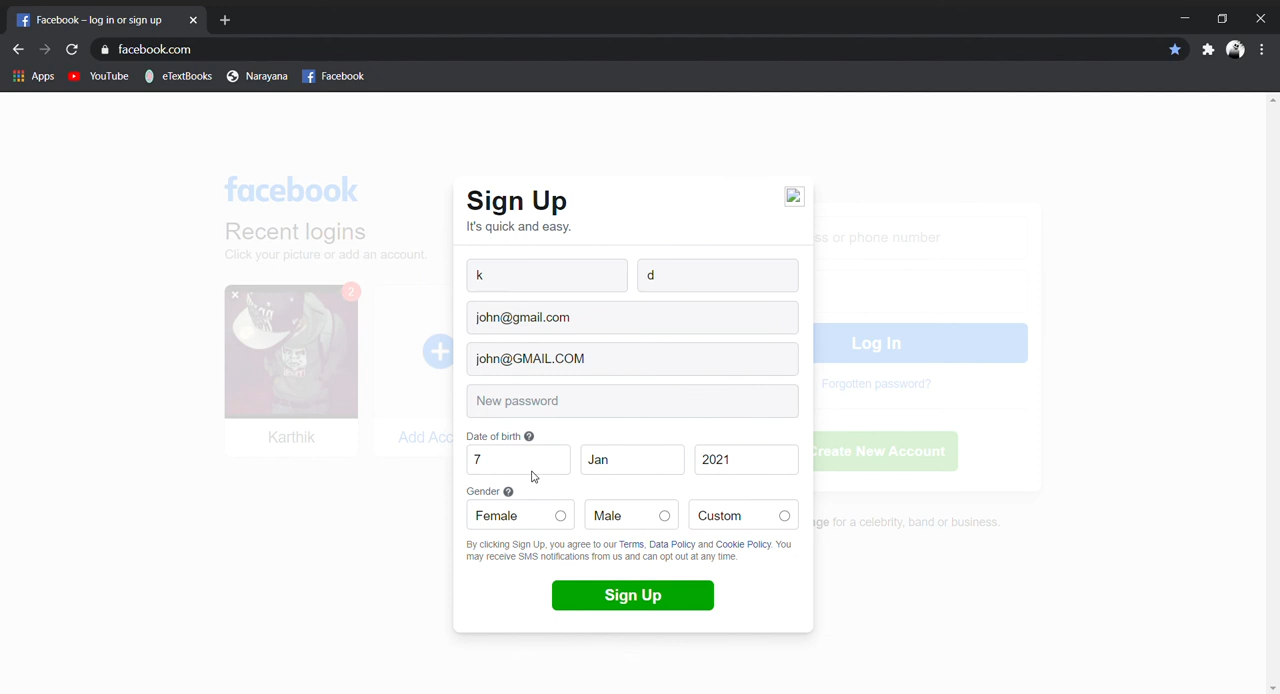 Facebook – log in or sign up
facebook.com
Apps YouTube eTextBooks Narayana Facebook
facebook
Recent logins
Click your picture or add an account.
2
Karthik
Add Acc
Sign Up
It's quick and easy.
k d
john@gmail.com
john@GMAIL.COM
New password
Date of birth ?
7 Jan 2021
Gender ?
Female Male Custom
By clicking Sign Up, you agree to our Terms, Data Policy and Cookie Policy. You
may receive SMS notifications from us and can opt out at any time.
Sign Up
ss or phone number
Log In
Forgotten password?
Create New Account
age for a celebrity, band or business.